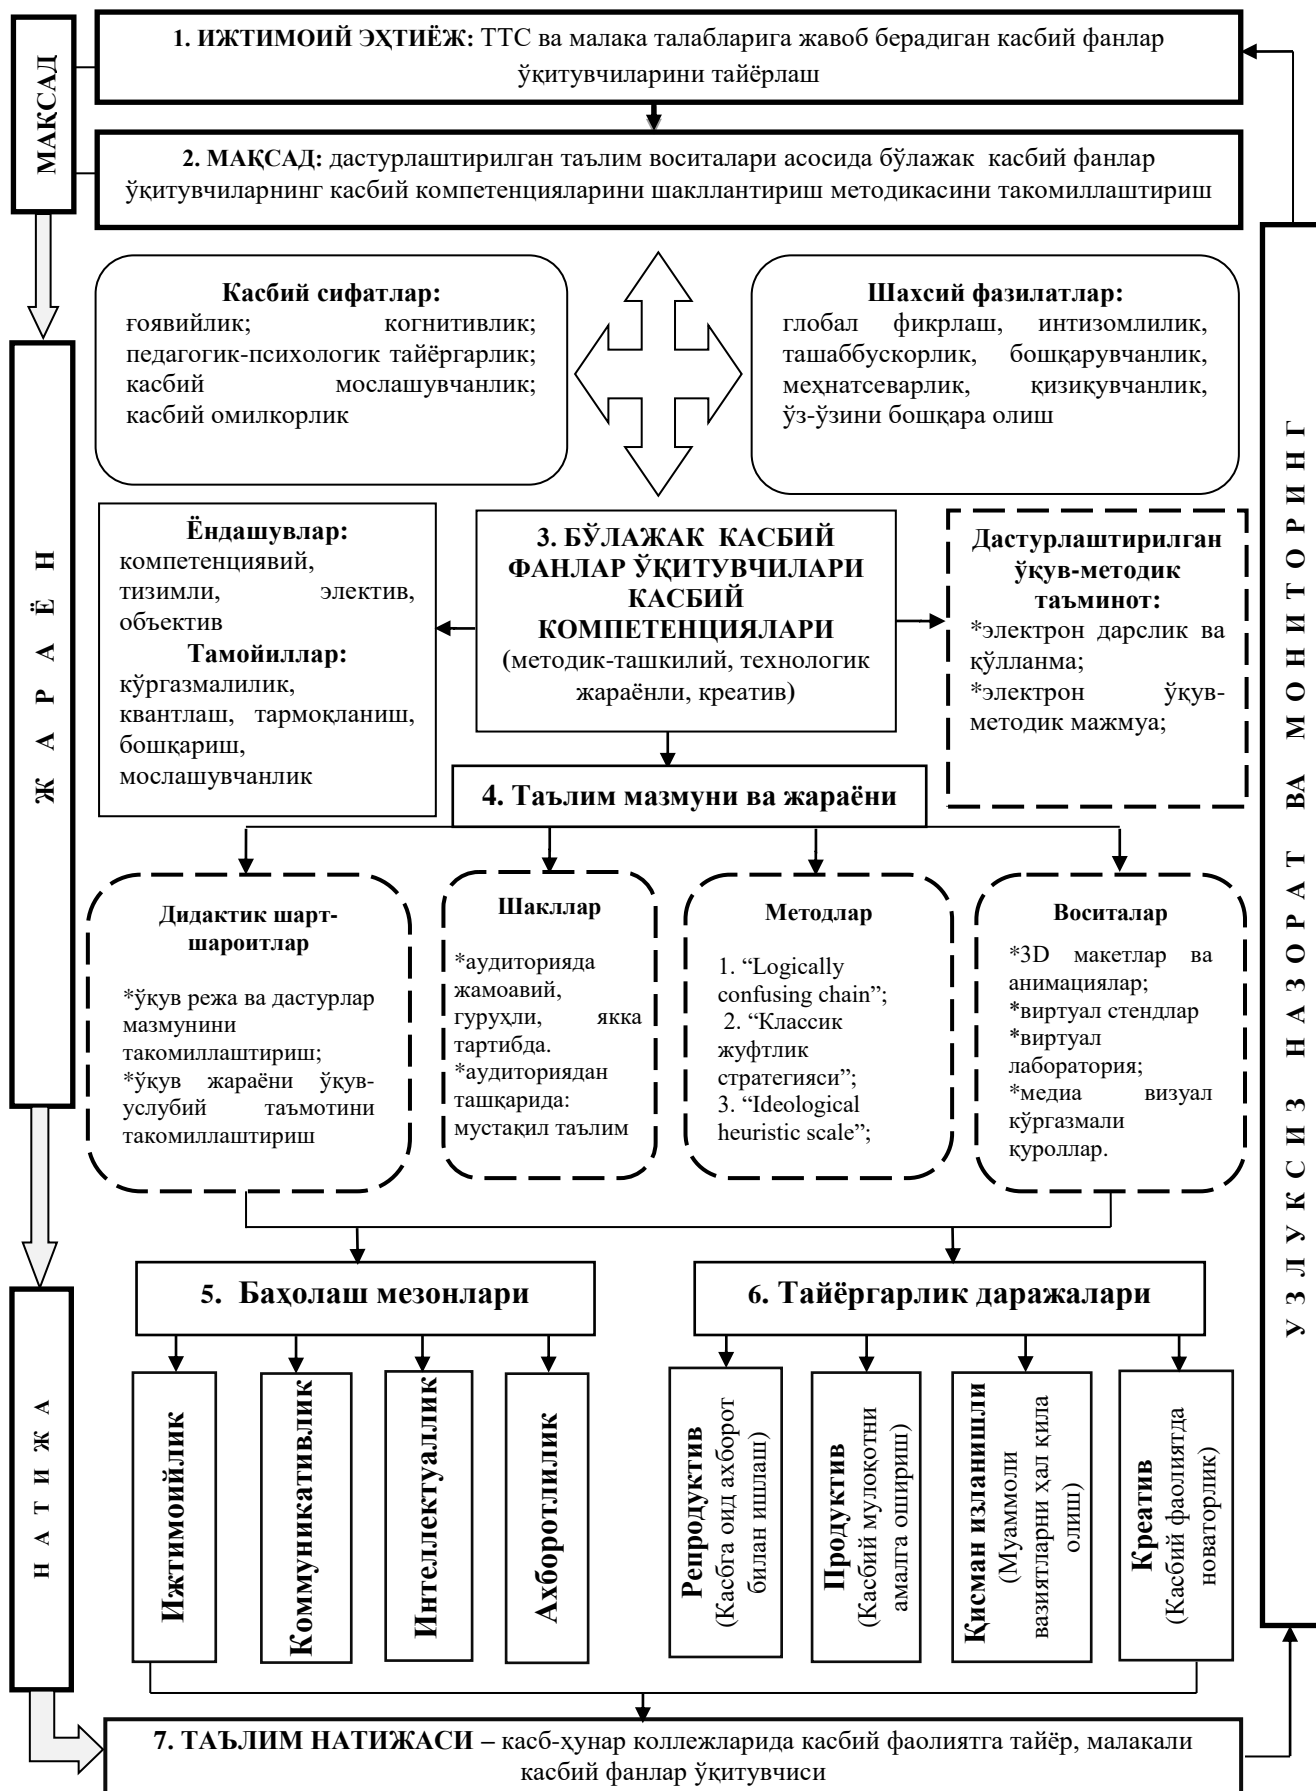 МАҚСАД
1. ИЖТИМОИЙ ЭҲТИЁЖ: ТТС ва малака талабларига жавоб берадиган касбий фанлар
ўқитувчиларини тайёрлаш
2. МАҚСАД: дастурлаштирилган таълим воситалари асосида бўлажак касбий фанлар
ўқитувчиларнинг касбий компетенцияларини шакллантириш методикасини такомиллаштириш
Касбий сифатлар:
ғоявийлик; когнитивлик;
педагогик-психологик тайёргарлик;
касбий мослашувчанлик;
касбий омилкорлик
Шахсий фазилатлар:
глобал фикрлаш, интизомлилик,
ташаббускорлик, бошқарувчанлик,
меҳнатсеварлик, қизиқувчанлик,
ўз-ўзини бошқара олиш
ЖАРАЁН
Ёндашувлар:
компетенциявий,
тизимли, электив,
объектив
Тамойиллар:
кўргазмалилик,
квантлаш, тармоқланиш,
бошқариш,
мослашувчанлик
3. БЎЛАЖАК КАСБИЙ
ФАНЛАР ЎҚИТУВЧИЛАРИ
КАСБИЙ
КОМПЕТЕНЦИЯЛАРИ
(методик-ташкилий, технологик
жараёнли, креатив)
Дастурлаштирилган
ўқув-методик
таъминот:
*электрон дарслик ва
қўлланма;
*электрон ўқув-
методик мажмуа;
4. Таълим мазмуни ва жараёни
Дидактик шарт-
шароитлар
*ўқув режа ва дастурлар
мазмунини
такомиллаштириш;
*ўқув жараёни ўқув-
услубий таъмотини
такомиллаштириш
Шакллар
*аудиторияда
жамоавий,
гуруҳли, якка
тартибда.
*аудиториядан
ташқарида:
мустақил таълим
Методлар
1. “Logically
confusing chain”;
2. “Классик
жуфтлик
стратегияси”;
3. “Ideological
heuristic scale”;
Воситалар
*3D макетлар ва
анимациялар;
*виртуал стендлар
*виртуал
лаборатория;
*медиа визуал
кўргазмали
қуроллар.
УЗЛУКСИЗ НАЗОРАТ ВА МОНИТОРИНГ
НАТИЖА
5. Баҳолаш мезонлари
6. Тайёргарлик даражалари
Ижтимоийлик
Коммуникативлик
Интеллектуаллик
Ахборотлилик
Репродуктив
(Касбга оид ахборот
билан ишлаш)
Продуктив
(Касбий мулоқотни
амалга ошириш)
Қисман изланишли
(Муаммоли
вазиятларни ҳал қила
олиш)
Креатив
(Касбий фаолиятда
новаторлик)
7. ТАЪЛИМ НАТИЖАСИ – касб-ҳунар коллежларида касбий фаолиятга тайёр, малакали
касбий фанлар ўқитувчиси